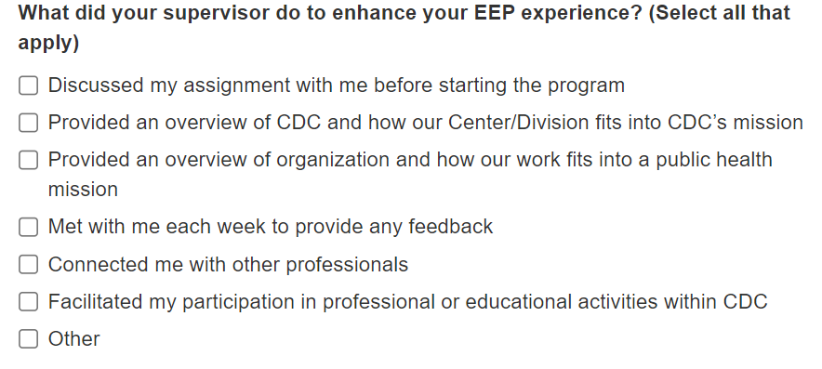 What did your supervisor do to enhance your EEP experience? (Select all that
apply)
Discussed my assignment with me before starting the program
Provided an overview of CDC and how our Center/Division fits into CDC’s mission
Provided an overview of organization and how our work fits into a public health
mission
Met with me each week to provide any feedback
Connected me with other professionals
Facilitated my participation in professional or educational activities within CDC
Other